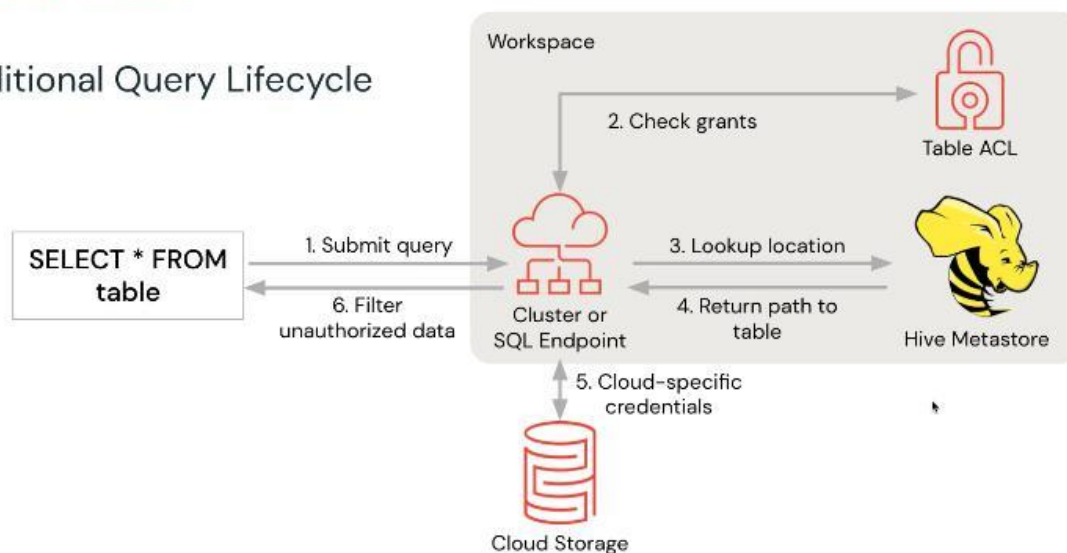 ditional Query Lifecycle
Workspace
2. Check grants
Table ACL
SELECT * FROM
table
1. Submit query
6. Filter
unauthorized data
Cluster or
SQL Endpoint
3. Lookup location
4. Return path to
table
Hive Metastore
5. Cloud-specific
credentials
Cloud Storage